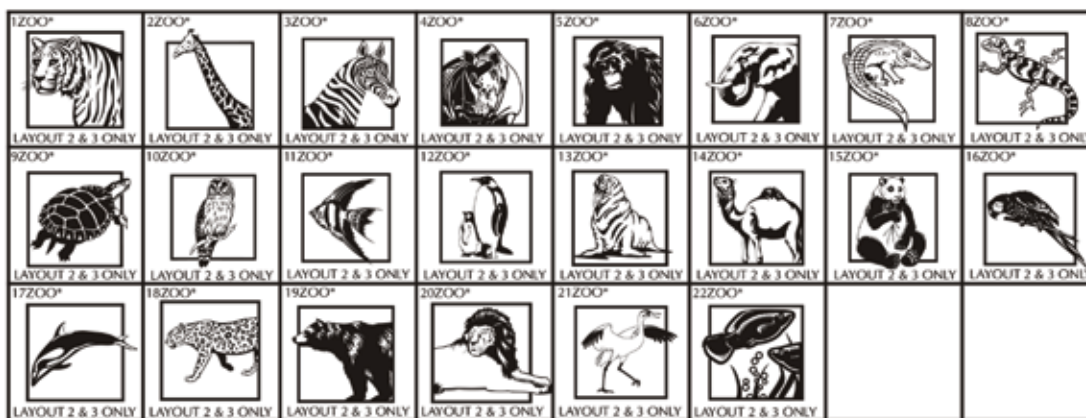 1ZOO* 2ZOO* 3ZOO* 4ZOO* 5ZOO* 6ZOO* 7ZOO* 8ZOO*
LAYOUT 2 & 3 ONLY LAYOUT 2 & 3 ONLY LAYOUT 2 & 3 ONLY LAYOUT 2 & 3 ONLY LAYOUT 2 & 3 ONLY LAYOUT 2 & 3 ONLY LAYOUT 2 & 3 ONLY LAYOUT 2 & 3 ONLY
9ZOO* 10ZOO* 11ZOO* 12ZOO* 13ZOO* 14ZOO* 15ZOO* 16ZOO*
LAYOUT 2 & 3 ONLY LAYOUT 2 & 3 ONLY LAYOUT 2 & 3 ONLY LAYOUT 2 & 3 ONLY LAYOUT 2 & 3 ONLY LAYOUT 2 & 3 ONLY LAYOUT 2 & 3 ONLY LAYOUT 2 & 3 ONLY
17ZOO* 18ZOO* 19ZOO* 20ZOO* 21ZOO* 22ZOO*
LAYOUT 2 & 3 ONLY LAYOUT 2 & 3 ONLY LAYOUT 2 & 3 ONLY LAYOUT 2 & 3 ONLY LAYOUT 2 & 3 ONLY LAYOUT 2 & 3 ONLY